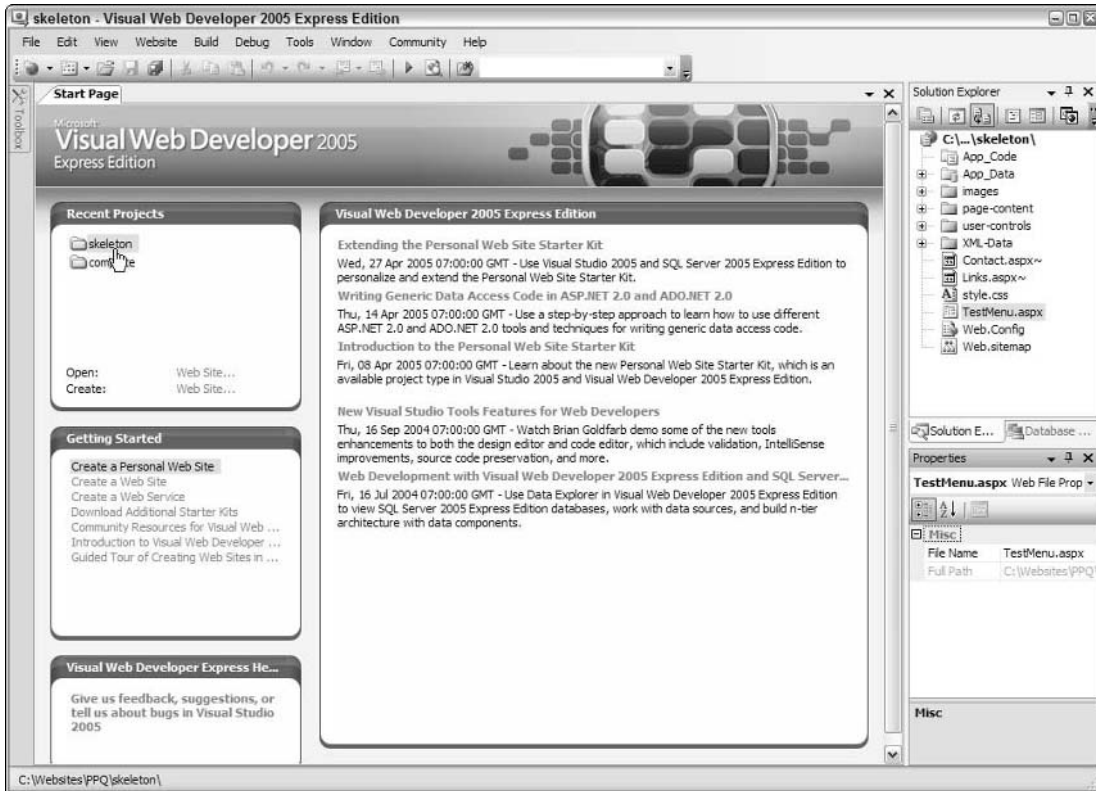 skeleton - Visual Web Developer 2005 Express Edition
File Edit View Website Build Debug Tools Window Community Help
Toolbox
Start Page
Microsoft
Visual Web Developer 2005
Express Edition
Recent Projects
skeleton
Open: Web Site...
Create: Web Site...
Getting Started
Create a Personal Web Site
Create a Web Site
Create a Web Service
Download Additional Starter Kits
Community Resources for Visual Web ...
Introduction to Visual Web Developer ...
Guided Tour of Creating Web Sites in ...
Visual Web Developer Express He...
Give us feedback, suggestions, or
tell us about bugs in Visual Studio
2005
Visual Web Developer 2005 Express Edition
Extending the Personal Web Site Starter Kit
Wed, 27 Apr 2005 07:00:00 GMT - Use Visual Studio 2005 and SQL Server 2005 Express Edition to
personalize and extend the Personal Web Site Starter Kit.
Writing Generic Data Access Code in ASP.NET 2.0 and ADO.NET 2.0
Thu, 14 Apr 2005 07:00:00 GMT - Use a step-by-step approach to learn how to use different
ASP.NET 2.0 and ADO.NET 2.0 tools and techniques for writing generic data access code.
Introduction to the Personal Web Site Starter Kit
Fri, 08 Apr 2005 07:00:00 GMT - Learn about the new Personal Web Site Starter Kit, which is an
available project type in Visual Studio 2005 and Visual Web Developer 2005 Express Edition.
New Visual Studio Tools Features for Web Developers
Thu, 16 Sep 2004 07:00:00 GMT - Watch Brian Goldfarb demo some of the new tools
enhancements to both the design editor and code editor, which include validation, IntelliSense
improvements, source code preservation, and more.
Web Development with Visual Web Developer 2005 Express Edition and SQL Server...
Fri, 16 Jul 2004 07:00:00 GMT - Use Data Explorer in Visual Web Developer 2005 Express Edition
to view SQL Server 2005 Express Edition databases, work with data sources, and build n-tier
architecture with data components.
Solution Explorer
C:\...\skeleton\
App_Code
App_Data
images
page-content
user-controls
XML-Data
Contact.aspx~
Links.aspx~
style.css
TestMenu.aspx
Web.Config
Web.sitemap
Solution E... Database ...
Properties
TestMenu.aspx Web File Prop
Misc
File Name TestMenu.aspx
Full Path C:\Websites\PPQ\
Misc
C:\Websites\PPQ\skeleton\